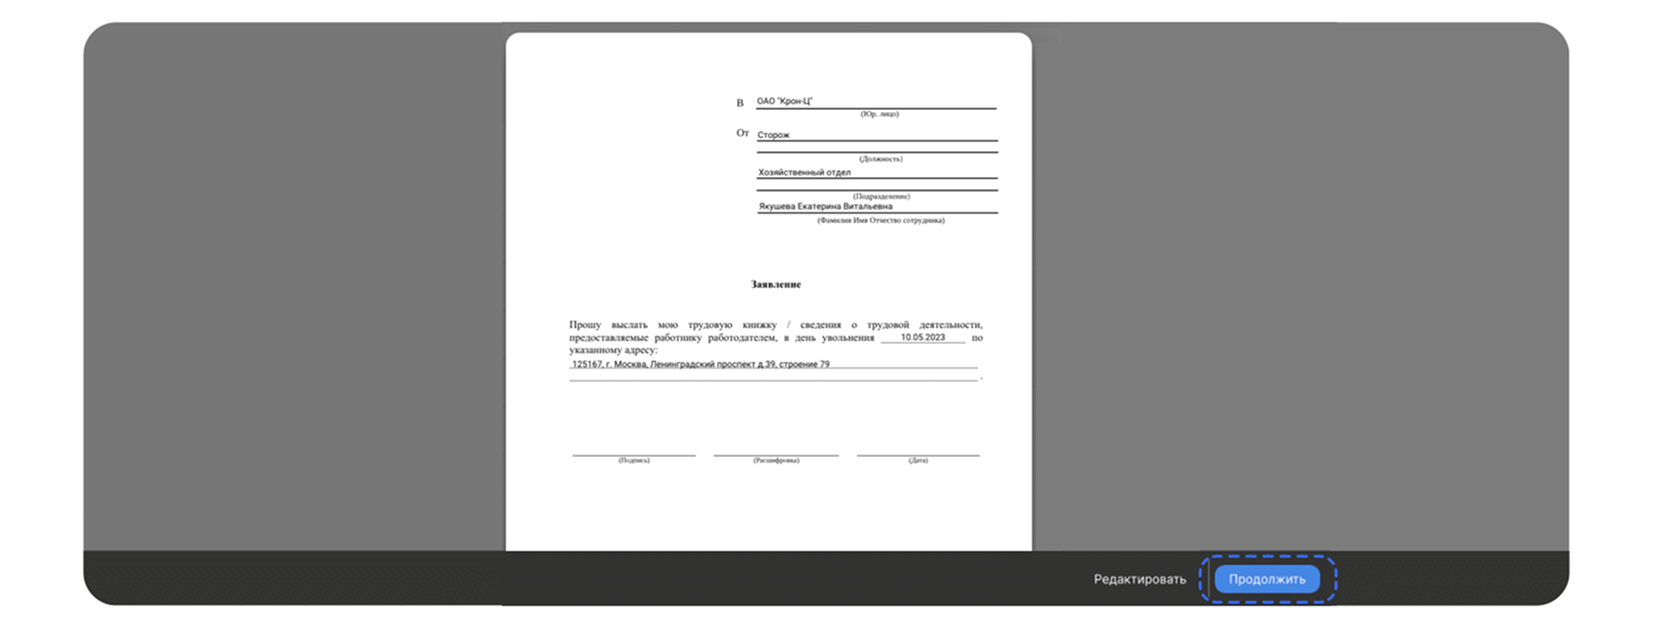 В ОАО "Крон-Ц"
(Юр. лицо)
От Сторож
(Должность)
Хозяйственный отдел
(Подразделение)
Якушева Екатерина Витальевна
(Фамилия Имя Отчество сотрудника)
Заявление
Прошу выслать мою трудовую книжку / сведения о трудовой деятельности,
предоставляемые работнику работодателем, в день увольнения 10.05.2023 по
указанному адресу:
125167, г. Москва, Ленинградский проспект д.39, строение 79
.
(Подпись) (Расшифровка) (Дата)
Редактировать Продолжить